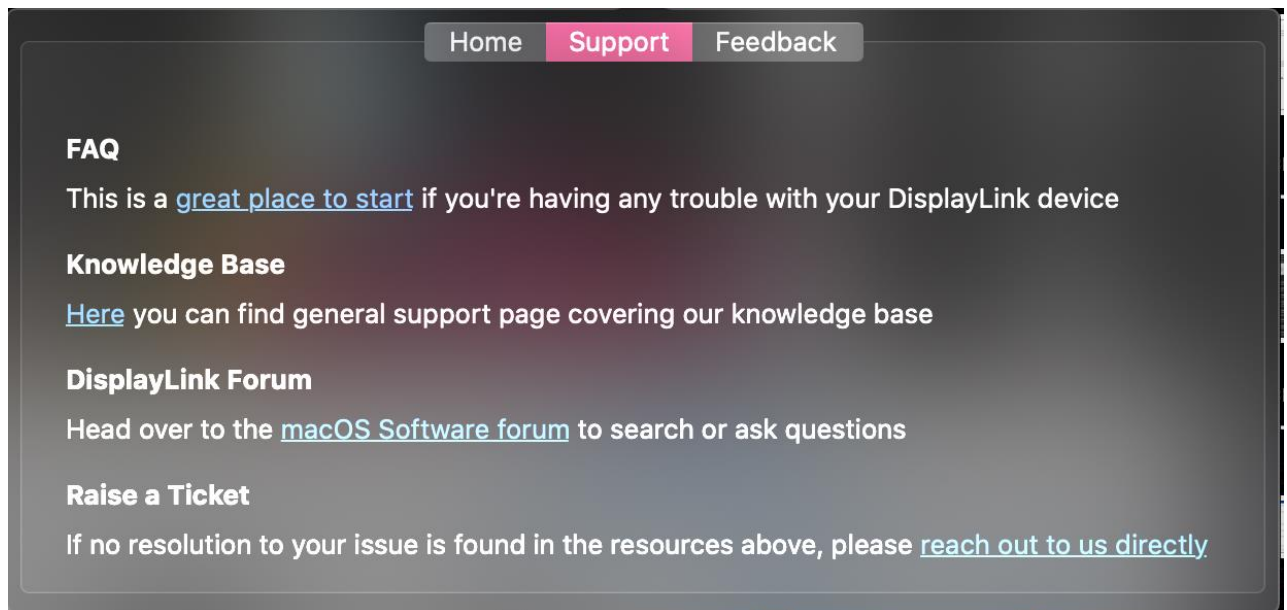 Home Support Feedback
FAQ
This is a great place to start if you're having any trouble with your DisplayLink device
Knowledge Base
Here you can find general support page covering our knowledge base
DisplayLink Forum
Head over to the macOS Software forum to search or ask questions
Raise a Ticket
If no resolution to your issue is found in the resources above, please reach out to us directly